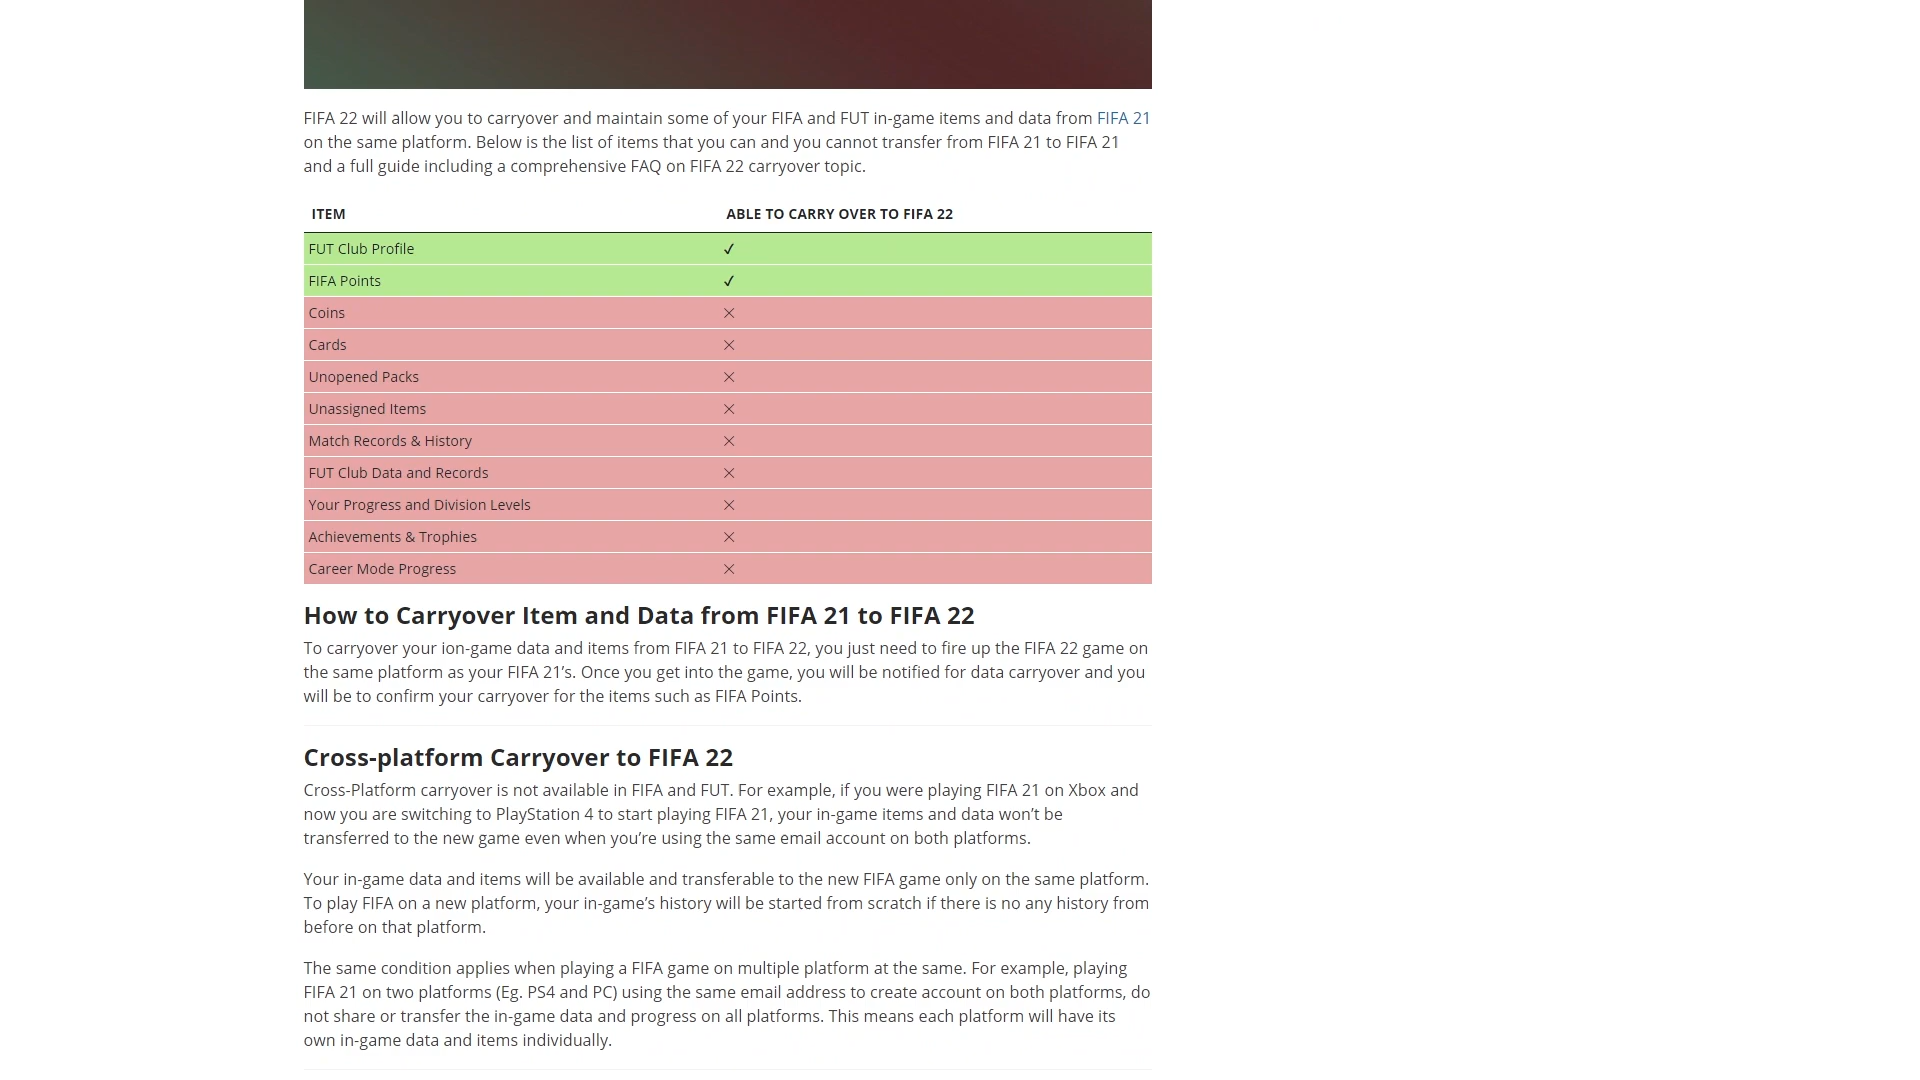 FIFA 22 will allow you to carryover and maintain some of your FIFA and FUT in-game items and data from FIFA 21
on the same platform. Below is the list of items that you can and you cannot transfer from FIFA 21 to FIFA 21
and a full guide including a comprehensive FAQ on FIFA 22 carryover topic.
ITEM ABLE TO CARRY OVER TO FIFA 22
FUT Club Profile ✓
FIFA Points ✓
Coins ×
Cards ×
Unopened Packs ×
Unassigned Items ×
Match Records & History ×
FUT Club Data and Records ×
Your Progress and Division Levels ×
Achievements & Trophies ×
Career Mode Progress ×
How to Carryover Item and Data from FIFA 21 to FIFA 22
To carryover your ion-game data and items from FIFA 21 to FIFA 22, you just need to fire up the FIFA 22 game on
the same platform as your FIFA 21’s. Once you get into the game, you will be notified for data carryover and you
will be to confirm your carryover for the items such as FIFA Points.
Cross-platform Carryover to FIFA 22
Cross-Platform carryover is not available in FIFA and FUT. For example, if you were playing FIFA 21 on Xbox and
now you are switching to PlayStation 4 to start playing FIFA 21, your in-game items and data won’t be
transferred to the new game even when you’re using the same email account on both platforms.
Your in-game data and items will be available and transferable to the new FIFA game only on the same platform.
To play FIFA on a new platform, your in-game’s history will be started from scratch if there is no any history from
before on that platform.
The same condition applies when playing a FIFA game on multiple platform at the same. For example, playing
FIFA 21 on two platforms (Eg. PS4 and PC) using the same email address to create account on both platforms, do
not share or transfer the in-game data and progress on all platforms. This means each platform will have its
own in-game data and items individually.